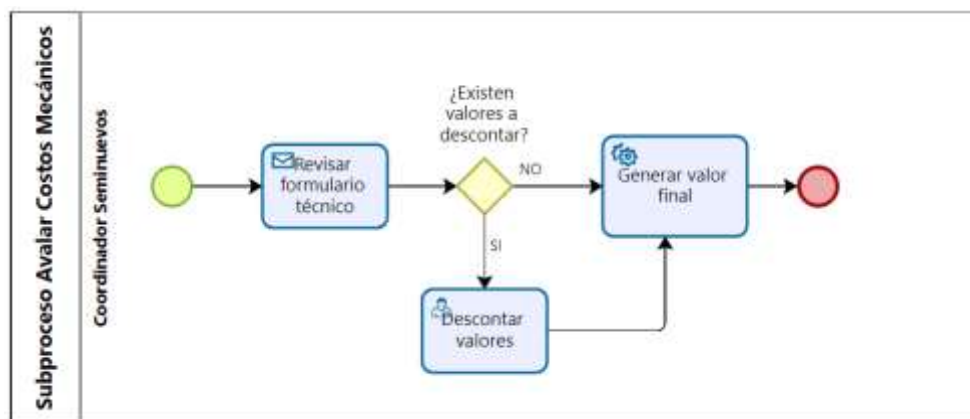 Subproceso Avalar Costos Mecánicos
Coordinador Seminuevos
¿Existen
valores a
descontar?
Revisar
formulario
técnico
NO
Generar valor
final
SI
Descontar
valores